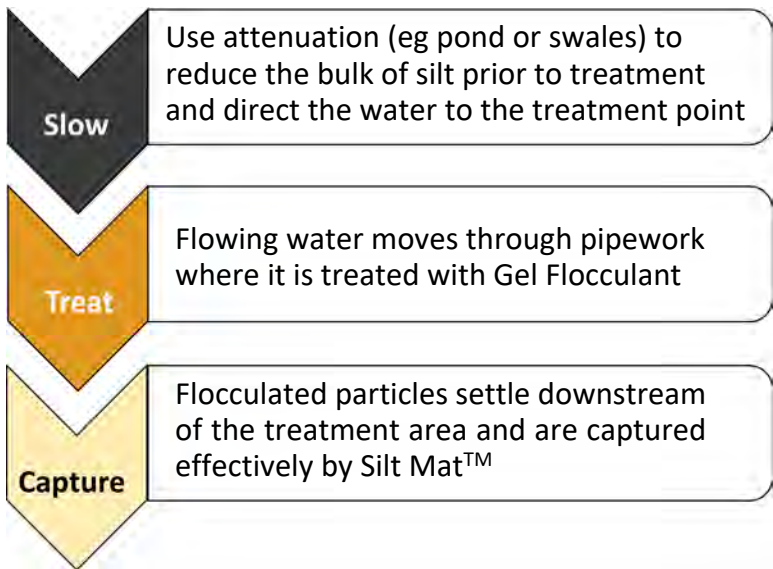 Slow
Use attenuation (eg pond or swales) to
reduce the bulk of silt prior to treatment
and direct the water to the treatment point
Treat
Flowing water moves through pipework
where it is treated with Gel Flocculant
Capture
Flocculated particles settle downstream
of the treatment area and are captured
effectively by Silt Mat™